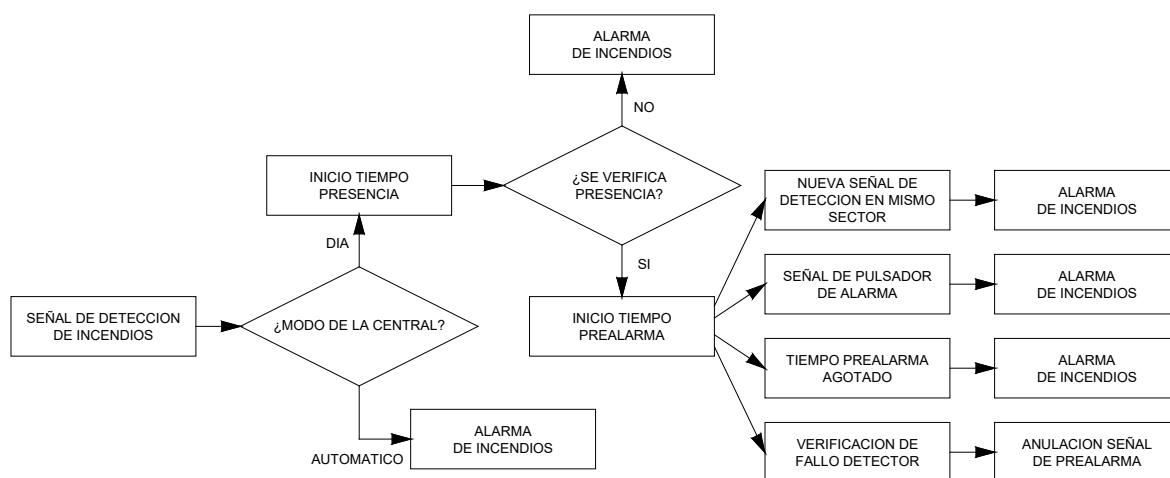 ALARMA
DE INCENDIOS
NO
INICIO TIEMPO
PRESENCIA
¿SE VERIFICA
PRESENCIA?
NUEVA SEÑAL DE
DETECCION EN MISMO
SECTOR
ALARMA
DE INCENDIOS
DIA
SI
SEÑAL DE PULSADOR
DE ALARMA
ALARMA
DE INCENDIOS
SEÑAL DE DETECCION
DE INCENDIOS
¿MODO DE LA CENTRAL?
INICIO TIEMPO
PREALARMA
TIEMPO PREALARMA
AGOTADO
ALARMA
DE INCENDIOS
AUTOMATICO
ALARMA
DE INCENDIOS
VERIFICACION DE
FALLO DETECTOR
ANULACION SEÑAL
DE PREALARMA